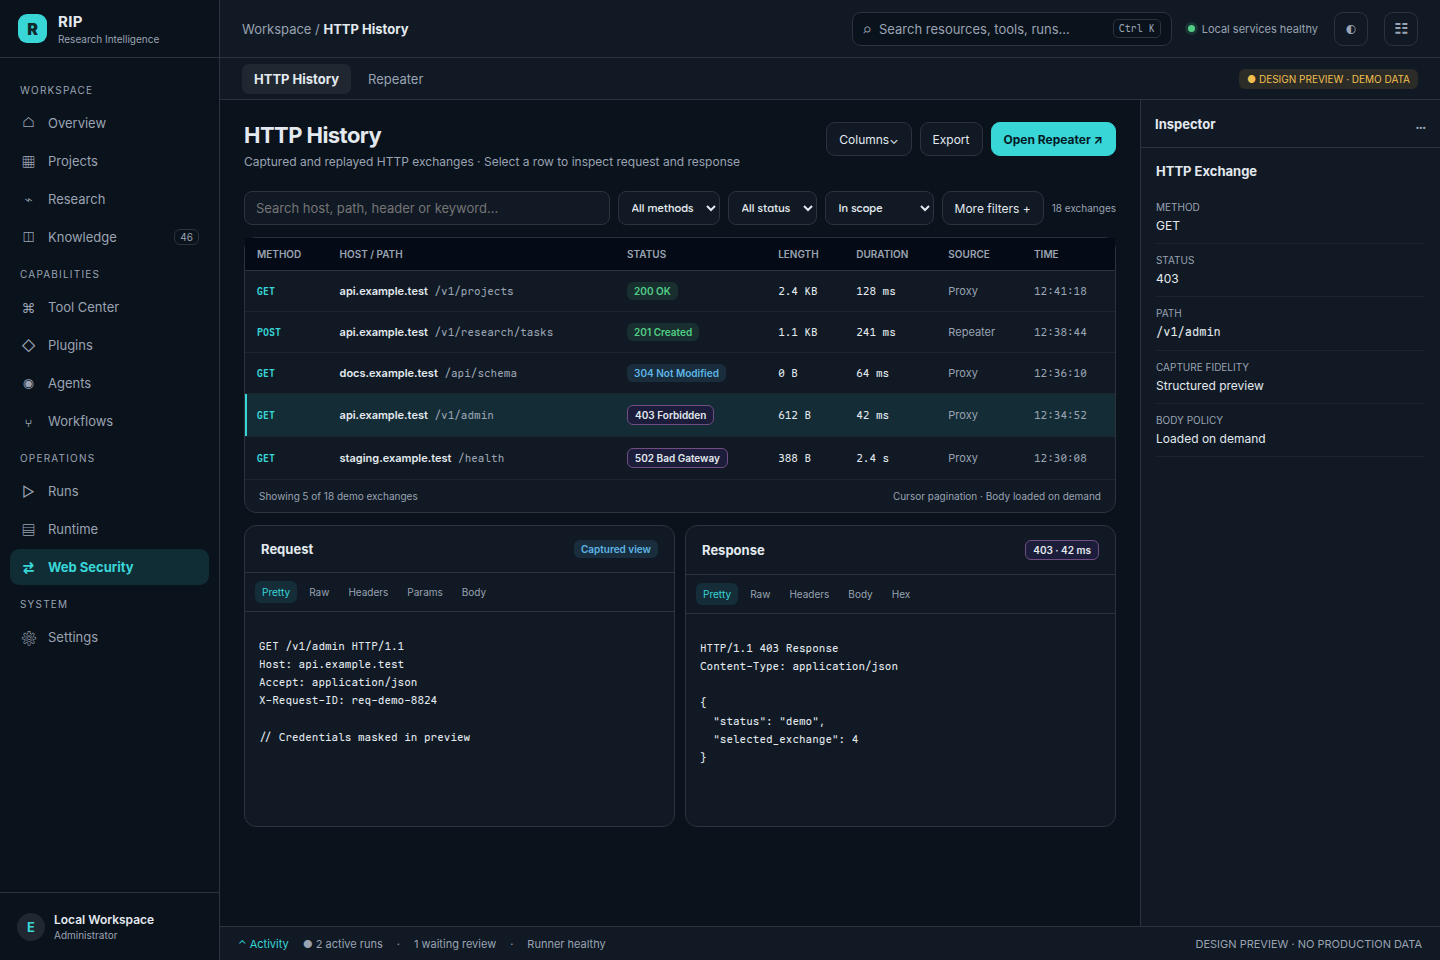 R RIP
Research Intelligence
Workspace / HTTP History
Search resources, tools, runs... Ctrl K
Local services healthy
HTTP History Repeater
DESIGN PREVIEW · DEMO DATA
WORKSPACE
Overview
Projects
Research
Knowledge 46
CAPABILITIES
Tool Center
Plugins
Agents
Workflows
OPERATIONS
Runs
Runtime
Web Security
SYSTEM
Settings
E Local Workspace
Administrator
HTTP History
Captured and replayed HTTP exchanges · Select a row to inspect request and response
Columns Export Open Repeater ↗
Search host, path, header or keyword... All methods All status In scope More filters + 18 exchanges
METHOD HOST / PATH STATUS LENGTH DURATION SOURCE TIME
GET api.example.test /v1/projects 200 OK 2.4 KB 128 ms Proxy 12:41:18
POST api.example.test /v1/research/tasks 201 Created 1.1 KB 241 ms Repeater 12:38:44
GET docs.example.test /api/schema 304 Not Modified 0 B 64 ms Proxy 12:36:10
GET api.example.test /v1/admin 403 Forbidden 612 B 42 ms Proxy 12:34:52
GET staging.example.test /health 502 Bad Gateway 388 B 2.4 s Proxy 12:30:08
Showing 5 of 18 demo exchanges Cursor pagination · Body loaded on demand
Request Captured view
Pretty Raw Headers Params Body
GET /v1/admin HTTP/1.1
Host: api.example.test
Accept: application/json
X-Request-ID: req-demo-8824
// Credentials masked in preview
Response 403 · 42 ms
Pretty Raw Headers Body Hex
HTTP/1.1 403 Response
Content-Type: application/json
{
"status": "demo",
"selected_exchange": 4
}
Inspector ...
HTTP Exchange
METHOD
GET
STATUS
403
PATH
/v1/admin
CAPTURE FIDELITY
Structured preview
BODY POLICY
Loaded on demand
^ Activity ● 2 active runs · 1 waiting review · Runner healthy
DESIGN PREVIEW · NO PRODUCTION DATA